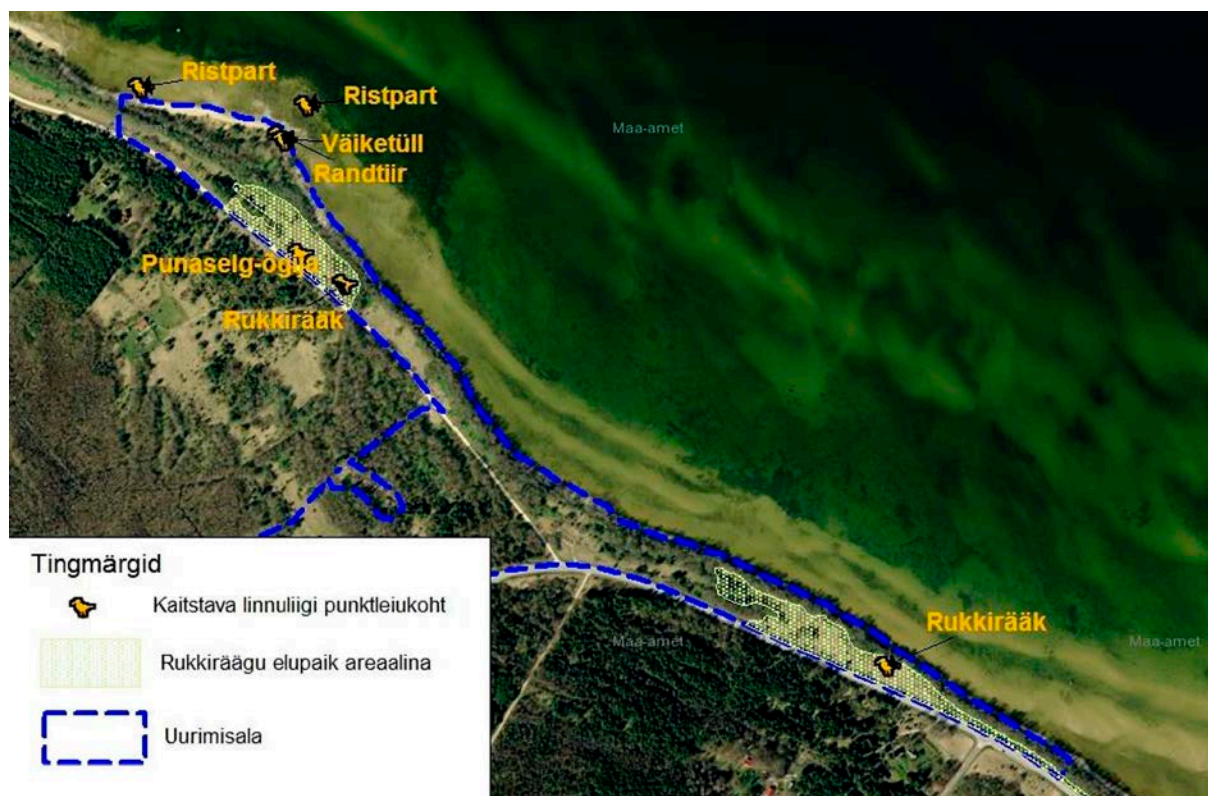 Ristpart
Ristpart
Maa-amet
Väiketüll
Randtiir
Punaselg-õgija
Rukkirääk
Tingmärgid
Kaitstava linnuliigi punktleiukoht
Rukkiräägu elupaik areaalina
Uurimisala
Rukkirääk
Maa-amet
Maa-amet